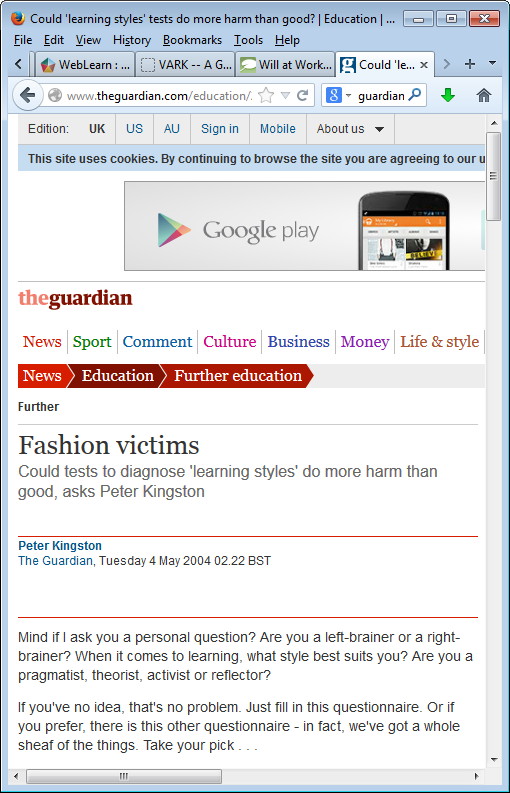 Could 'learning styles' tests do more harm than good? | Education | ...
File Edit View History Bookmarks Tools Help
WebLearn : ... VARK -- A G... Will at Work... Could 'le...
www.theguardian.com/education/ guardian
Edition: UK US AU Sign in Mobile About us
This site uses cookies. By continuing to browse the site you are agreeing to our u
Google play
theguardian
News Sport Comment Culture Business Money Life & style
News Education Further education
Further
Fashion victims
Could tests to diagnose 'learning styles' do more harm than
good, asks Peter Kingston
Peter Kingston
The Guardian, Tuesday 4 May 2004 02.22 BST
Mind if I ask you a personal question? Are you a left-brainer or a right-
brainer? When it comes to learning, what style best suits you? Are you a
pragmatist, theorist, activist or reflector?
If you've no idea, that's no problem. Just fill in this questionnaire. Or if
you prefer, there is this other questionnaire - in fact, we've got a whole
sheaf of the things. Take your pick . . .